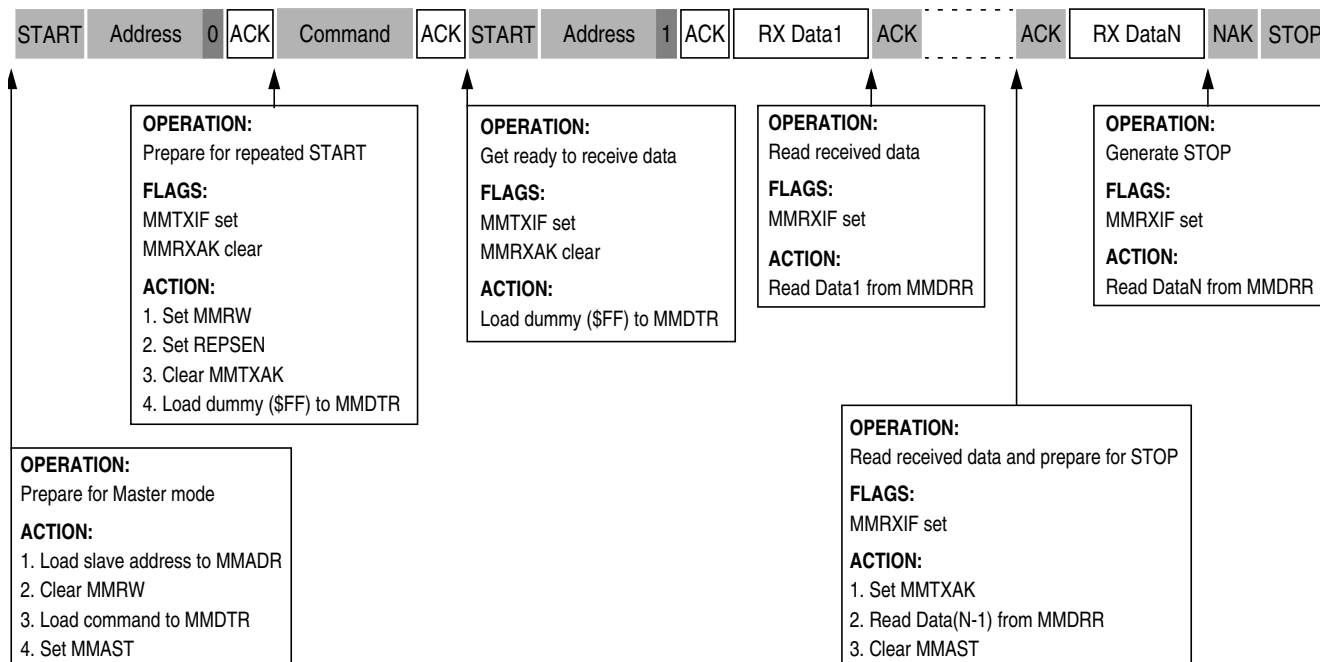 START Address 0 ACK Command ACK START Address 1 ACK RX Data1 ACK ACK RX DataN NAK STOP
OPERATION:
Prepare for repeated START
FLAGS:
MMTXIF set
MMRXAK clear
ACTION:
1. Set MMRW
2. Set REPSEN
3. Clear MMTXAK
4. Load dummy ($FF) to MMDTR
OPERATION:
Get ready to receive data
FLAGS:
MMTXIF set
MMRXAK clear
ACTION:
Load dummy ($FF) to MMDTR
OPERATION:
Read received data
FLAGS:
MMRXIF set
ACTION:
Read Data1 from MMDRR
OPERATION:
Generate STOP
FLAGS:
MMRXIF set
ACTION:
Read DataN from MMDRR
OPERATION:
Prepare for Master mode
ACTION:
1. Load slave address to MMADR
2. Clear MMRW
3. Load command to MMDTR
4. Set MMAST
OPERATION:
Read received data and prepare for STOP
FLAGS:
MMRXIF set
ACTION:
1. Set MMTXAK
2. Read Data(N-1) from MMDRR
3. Clear MMAST